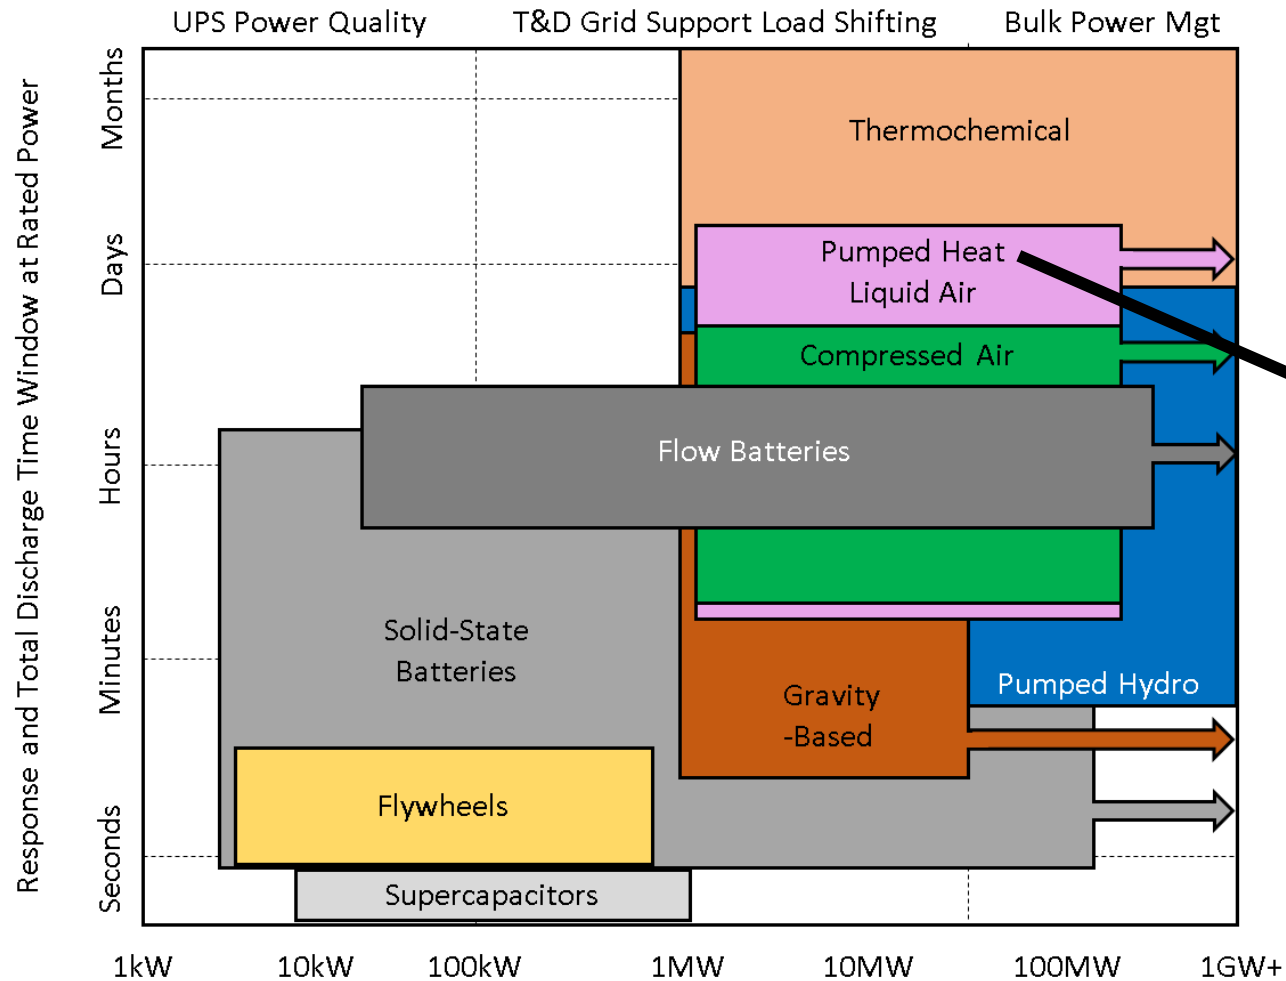 UPS Power Quality
T&D Grid Support Load Shifting
Bulk Power Mgt
Response and Total Discharge Time Window at Rated Power
Months
Days
Hours
Minutes
Seconds
Thermochemical
Pumped Heat
Liquid Air
Compressed Air
Flow Batteries
Solid-State
Batteries
Gravity
-Based
Pumped Hydro
Flywheels
Supercapacitors
1kW
10kW
100kW
1MW
10MW
100MW
1GW+